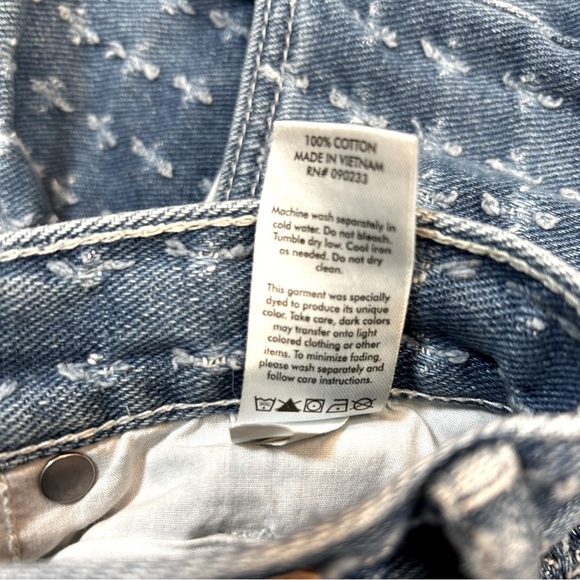 100% COTTON
MADE IN VIETNAM
RN# 090233
Machine wash separately in
cold water. Do not bleach.
Tumble dry low. Cool iron
as needed. Do not dry
clean.
This garment was specially
dyed to produce its unique
color. Take care, dark colors
may transfer onto light
colored clothing or other
items. To minimize fading,
please wash separately and
follow care instructions.